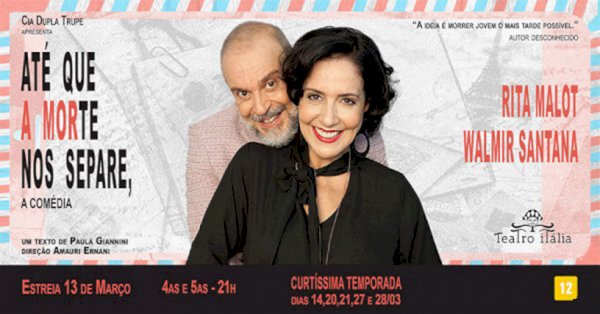 Cia Dupla Trupe
APRESENTA
ATÉ QUE
A MORTE
NOS SEPARE,
A COMÉDIA
UM TEXTO DE PAULA GIANNINI
DIREÇÃO AMAURI ERNANI
"A IDÉIA É MORRER JOVEM O MAIS TARDE POSSÍVEL."
AUTOR DESCONHECIDO
RITA MALOT
WALMIR SANTANA
Teatro itália
ESTREIA 13 DE MARÇO
4AS E 5AS - 21H
CURTÍSSIMA TEMPORADA
DIAS 14,20,21,27 E 28/03
12